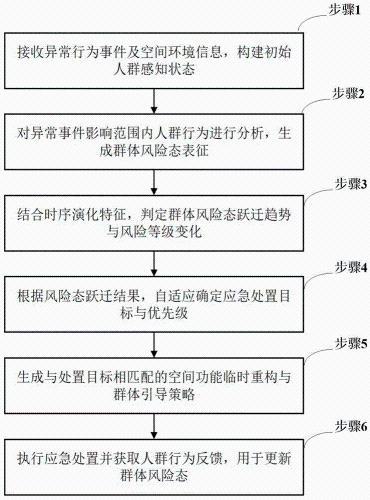 步骤1
接收异常行为事件及空间环境信息，构建初始
人群感知状态
步骤2
对异常事件影响范围内人群行为进行分析，生
成群体风险态表征
步骤3
结合时序演化特征，判定群体风险态跃迁趋势
与风险等级变化
步骤4
根据风险态跃迁结果，自适应确定应急处置目
标与优先级
步骤5
生成与处置目标相匹配的空间功能临时重构与
群体引导策略
步骤6
执行应急处置并获取人群行为反馈，用于更新
群体风险态